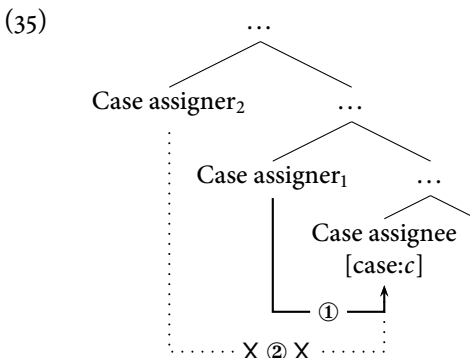 (35)
...
Case assigner₂ ...
Case assigner₁ ...
Case assignee
[case:c]
①
X ② X